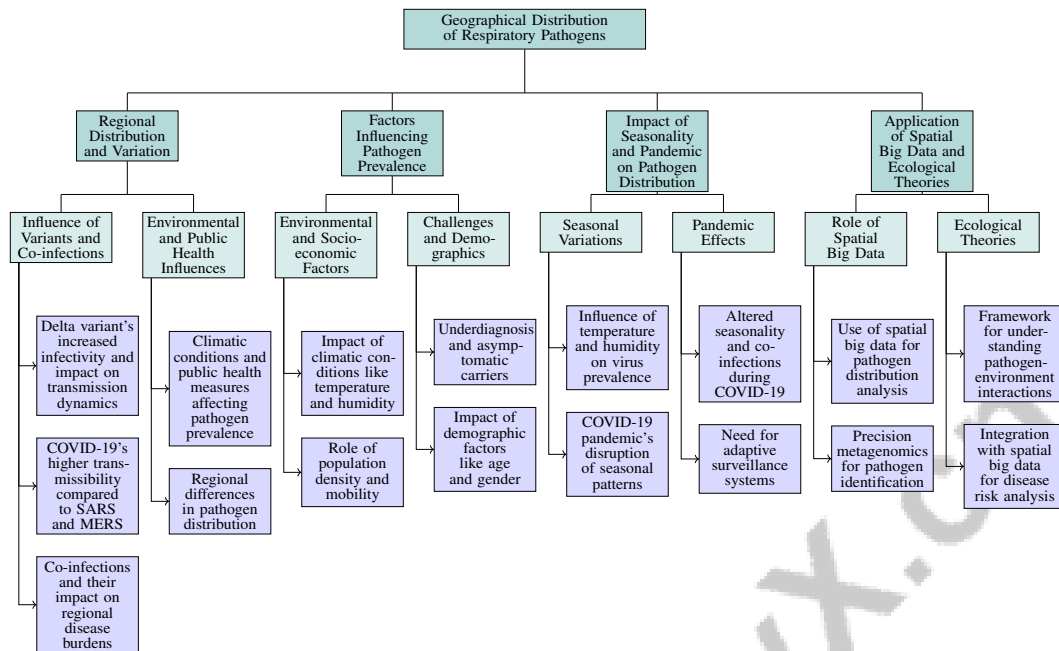 Geographical Distribution
of Respiratory Pathogens
Regional
Distribution
and Variation
Factors
Influencing
Pathogen
Prevalence
Impact of
Seasonality
and Pandemic
on Pathogen
Distribution
Application
of Spatial
Big Data and
Ecological
Theories
Influence of
Variants and
Co-infections
Environmental
and Public
Health
Influences
Environmental
and Socio-
economic
Factors
Challenges
and Demo-
graphics
Seasonal
Variations
Pandemic
Effects
Role of
Spatial
Big Data
Ecological
Theories
Delta variant's
increased
infectivity and
impact on
transmission
dynamics
Climatic
conditions and
public health
measures
affecting
pathogen
prevalence
Impact of
climatic con-
ditions like
temperature
and humidity
Underdiagnosis
and asymp-
tomatic
carriers
Influence of
temperature
and humidity
on virus
prevalence
Altered
seasonality
and co-
infections
during
COVID-19
Use of spatial
big data for
pathogen
distribution
analysis
Framework
for under-
standing
pathogen-
environment
interactions
COVID-19's
higher trans-
missibility
compared
to SARS
and MERS
Regional
differences
in pathogen
distribution
Role of
population
density and
mobility
Impact of
demographic
factors
like age
and gender
COVID-19
pandemic's
disruption
of seasonal
patterns
Need for
adaptive
surveillance
systems
Precision
metagenomics
for pathogen
identification
Integration
with spatial
big data
for disease
risk analysis
Co-infections
and their
impact on
regional
disease
burdens